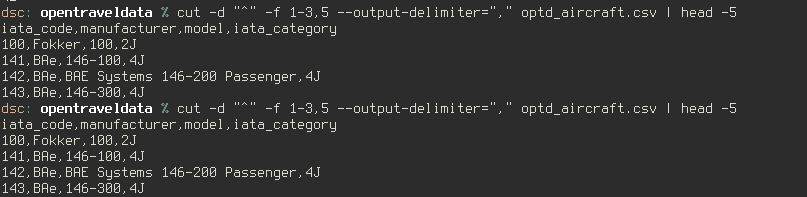 dsc: opentraveldata % cut -d "^" -f 1-3,5 --output-delimiter="," optd_aircraft.csv | head -5
iata_code,manufacturer,model,iata_category
100,Fokker,100,2J
141,BAe,146-100,4J
142,BAe,BAE Systems 146-200 Passenger,4J
143,BAe,146-300,4J
dsc: opentraveldata % cut -d "^" -f 1-3,5 --output-delimiter="," optd_aircraft.csv | head -5
iata_code,manufacturer,model,iata_category
100,Fokker,100,2J
141,BAe,146-100,4J
142,BAe,BAE Systems 146-200 Passenger,4J
143,BAe,146-300,4J